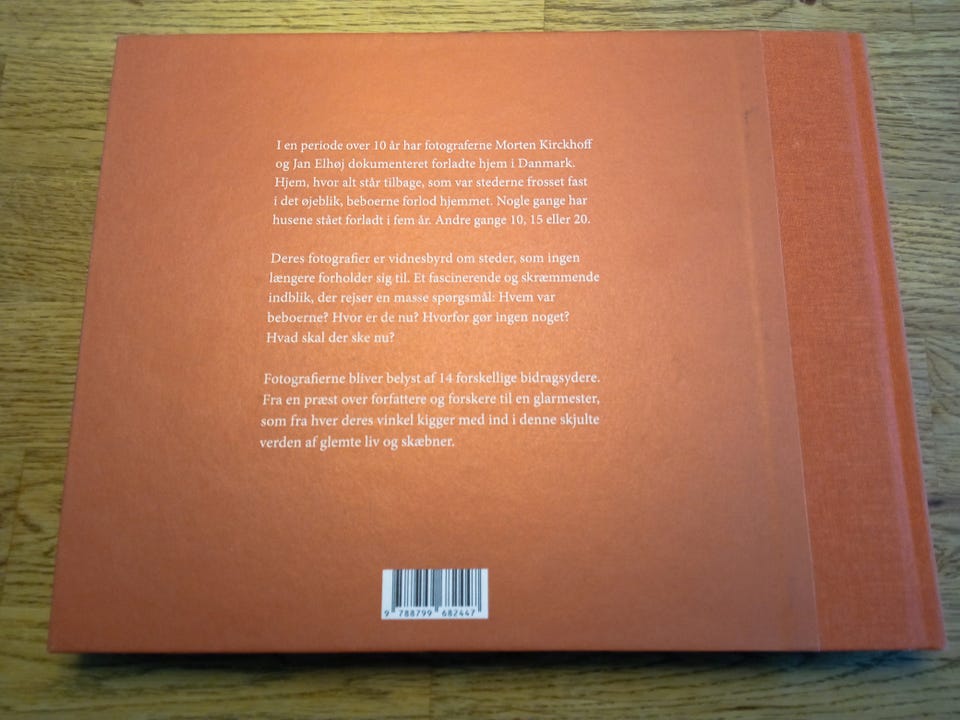 I en periode over 10 år har fotograferne Morten Kirckhoff
og Jan Elhøj dokumenteret forladte hjem i Danmark.
Hjem, hvor alt står tilbage, som var stederne frosset fast
i det øjeblik, beboerne forlod hjemmet. Nogle gange har
husene stået forladt i fem år. Andre gange 10, 15 eller 20.
Deres fotografier er vidnesbyrd om steder, som ingen
længere forholder sig til. Et fascinerende og skræmmende
indblik, der rejser en masse spørgsmål: Hvem var
beboerne? Hvor er de nu? Hvorfor gør ingen noget?
Hvad skal der ske nu?
Fotografierne bliver belyst af 14 forskellige bidragsydere.
Fra en præst over forfattere og forskere til en glarmester,
som fra hver deres vinkel kigger med ind i denne skjulte
verden af glemte liv og skæbner.
9 788799 682447